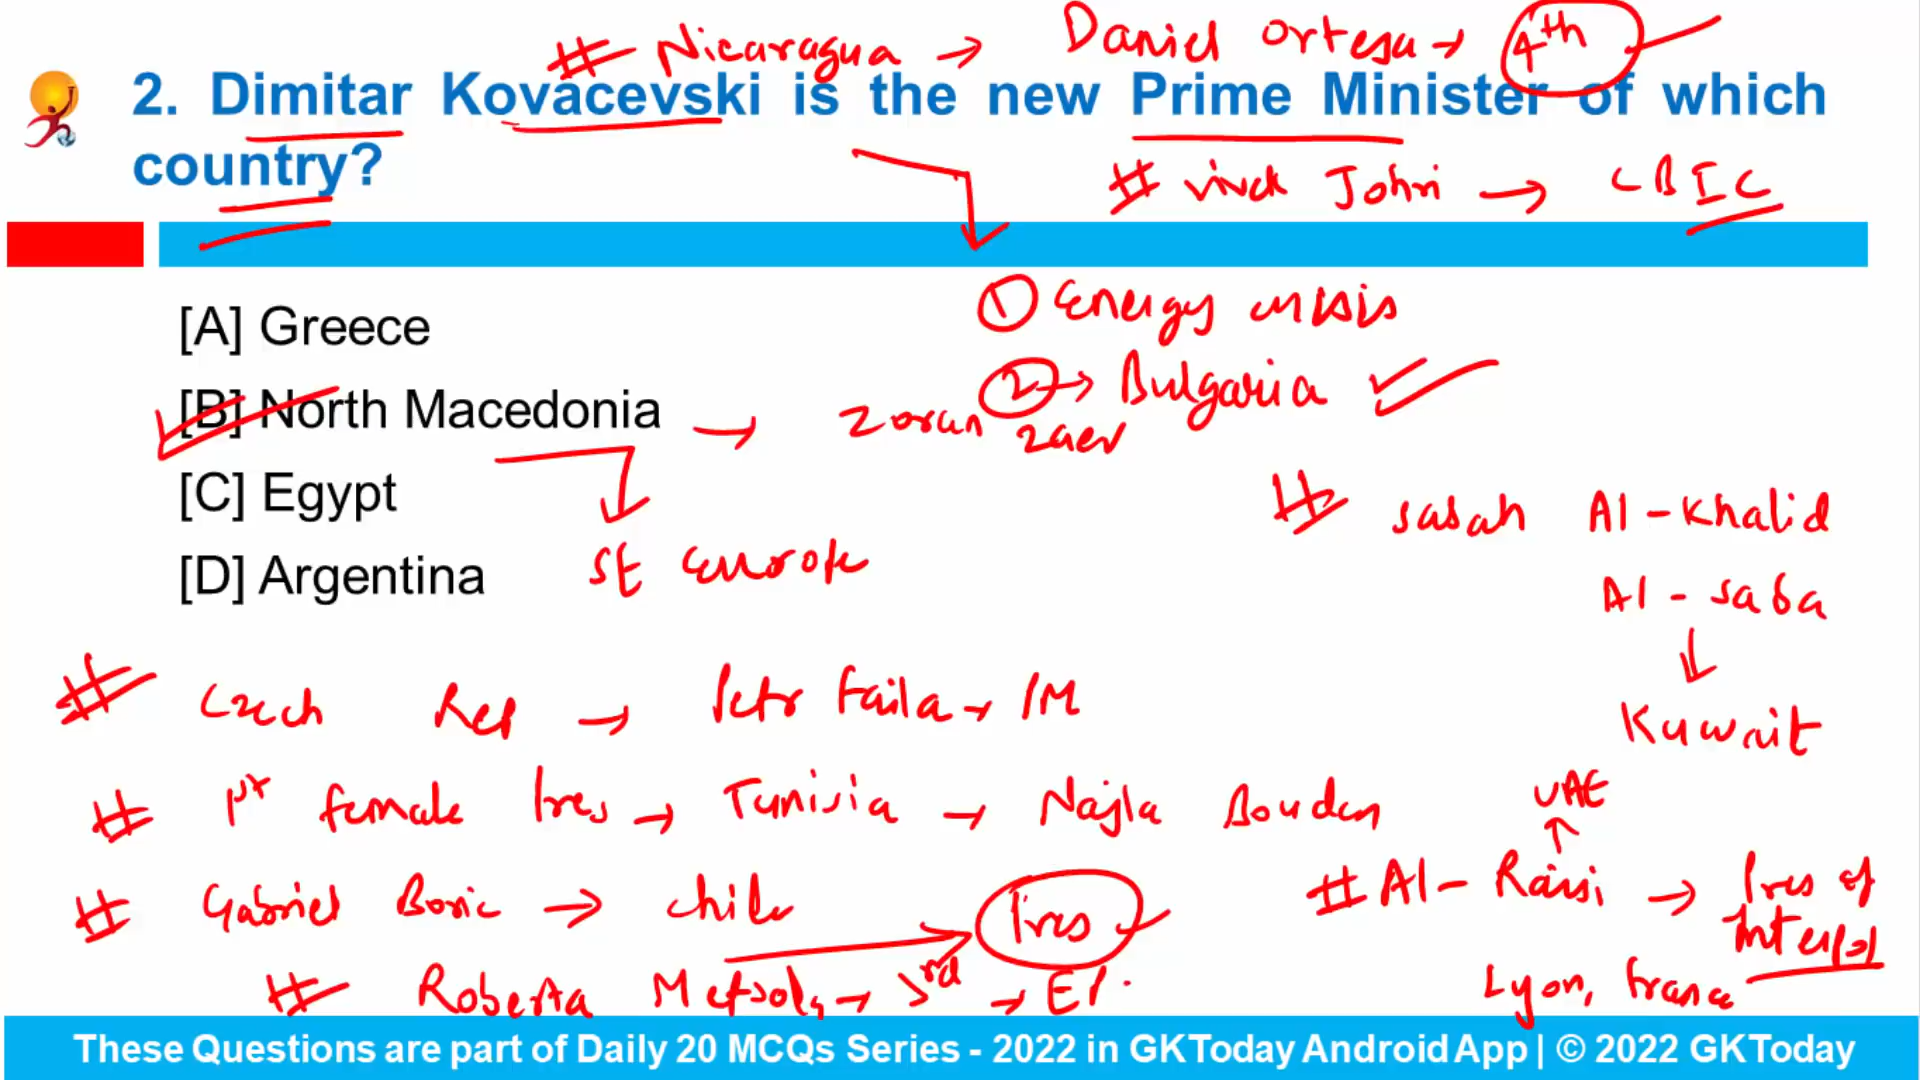 # Nicaragua → Daniel Ortega → 4th
2. Dimitar Kovacevski is the new Prime Minister of which
country?
# Vivek Johri → CBIC
[A] Greece
① Energy crisis
② → Bulgaria
[B] North Macedonia → Zoran Zaev
[C] Egypt
# Sabah Al-Khalid
[D] Argentina
SE Europe
Al-Saba
↓
Kuwait
# Czech Rep → Petr Faila → PM
# 1st female Pres → Tunisia → Najla Bouden
UAE
# Al-Raisi → Pres of
Interpol
Lyon, France
# Gabriel Boric → Chile
Pres
# Roberta Metsola → 3rd → EP.
These Questions are part of Daily 20 MCQs Series - 2022 in GKToday Android App | © 2022 GKToday